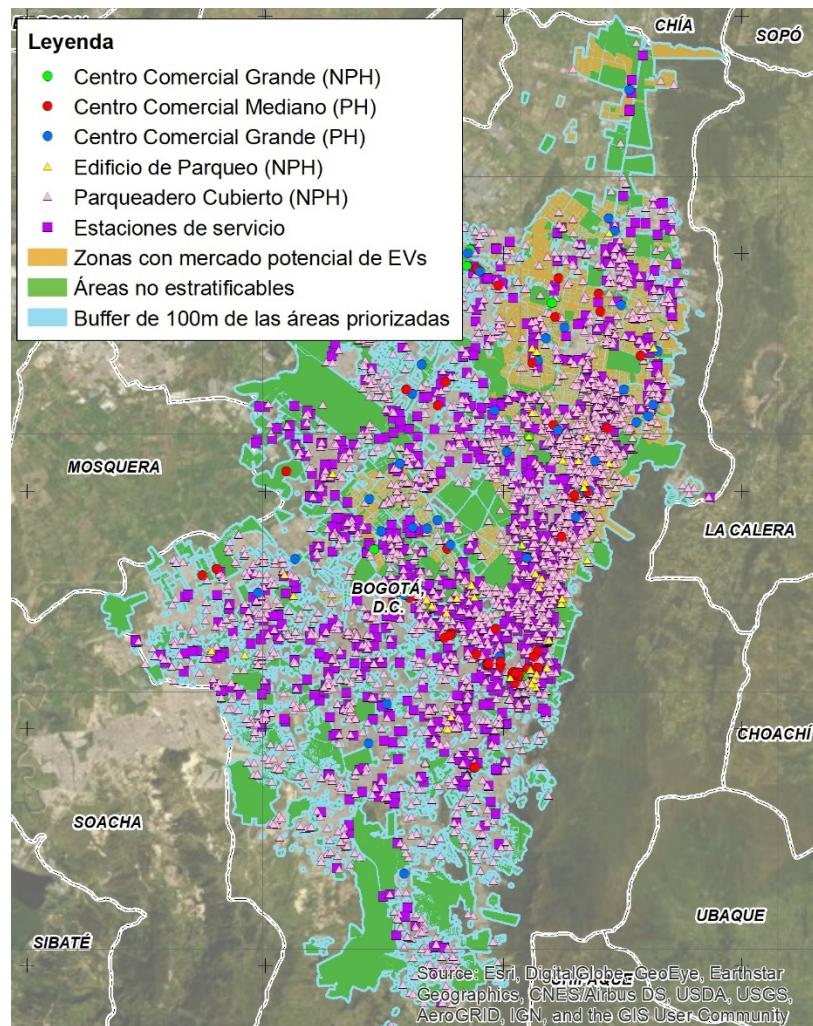 CHÍA
SOPÓ
Leyenda
Centro Comercial Grande (NPH)
Centro Comercial Mediano (PH)
Centro Comercial Grande (PH)
Edificio de Parqueo (NPH)
Parqueadero Cubierto (NPH)
Estaciones de servicio
Zonas con mercado potencial de EVs
Áreas no estratificables
Buffer de 100m de las áreas priorizadas
MOSQUERA
LA CALERA
BOGOTÁ,
D.C.
CHOACHÍ
SOACHA
UBAQUE
SIBATÉ
CHIPAQUE
Source: Esri, DigitalGlobe, GeoEye, Earthstar
Geographics, CNES/Airbus DS, USDA, USGS,
AeroGRID, IGN, and the GIS User Community